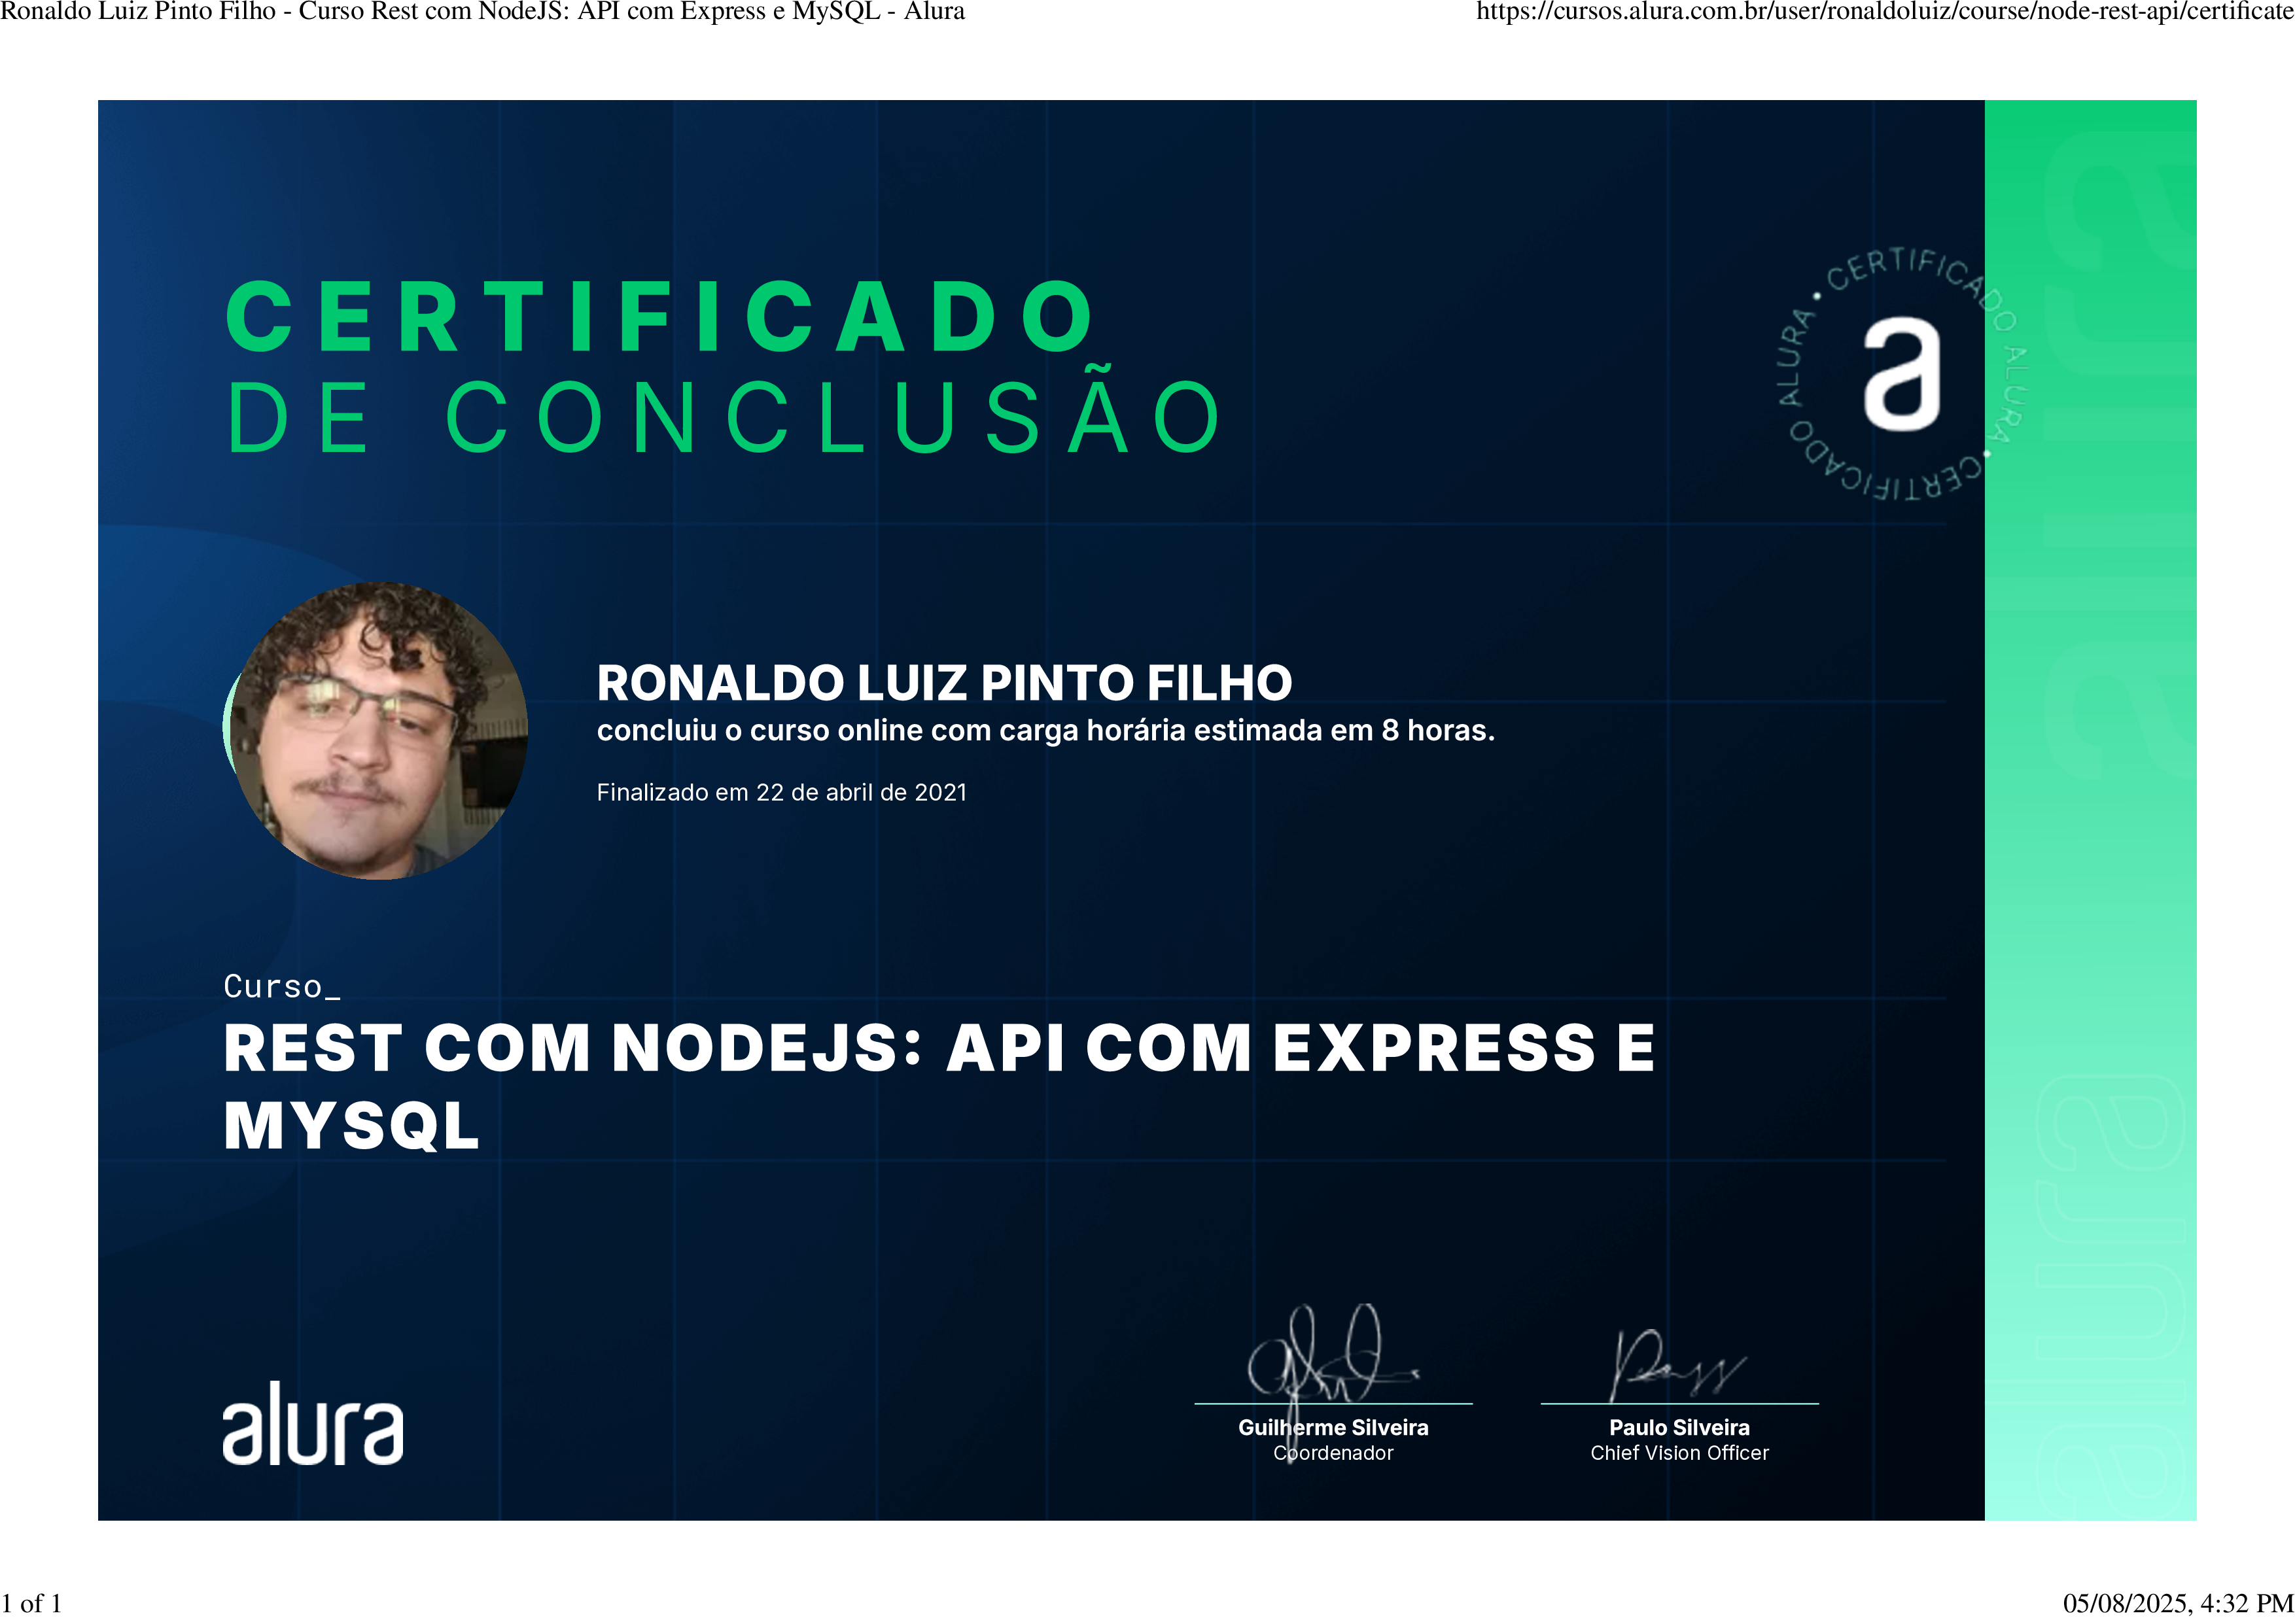 Ronaldo Luiz Pinto Filho - Curso Rest com NodeJS: API com Express e MySQL - Alura
https://cursos.alura.com.br/user/ronaldoluiz/course/node-rest-api/certificate
CERTIFICADO
DE CONCLUSÃO
• CERTIFICADO ALURA • CERTIFICADO ALURA
a
alura
alura
RONALDO LUIZ PINTO FILHO
concluiu o curso online com carga horária estimada em 8 horas.
Finalizado em 22 de abril de 2021
Curso_
REST COM NODEJS: API COM EXPRESS E
MYSQL
alura
Guilherme Silveira
Coordenador
Paulo Silveira
Chief Vision Officer
1 of 1
05/08/2025, 4:32 PM